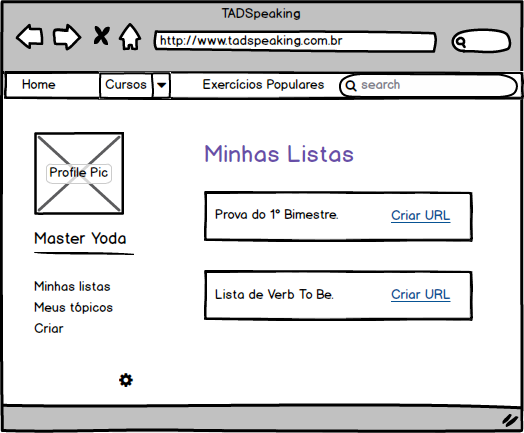 TADSpeaking
http://www.tadspeaking.com.br
Home Cursos Exercícios Populares search
Profile Pic
Master Yoda
Minhas listas
Meus tópicos
Criar
Minhas Listas
Prova do 1º Bimestre. Criar URL
Lista de Verb To Be. Criar URL